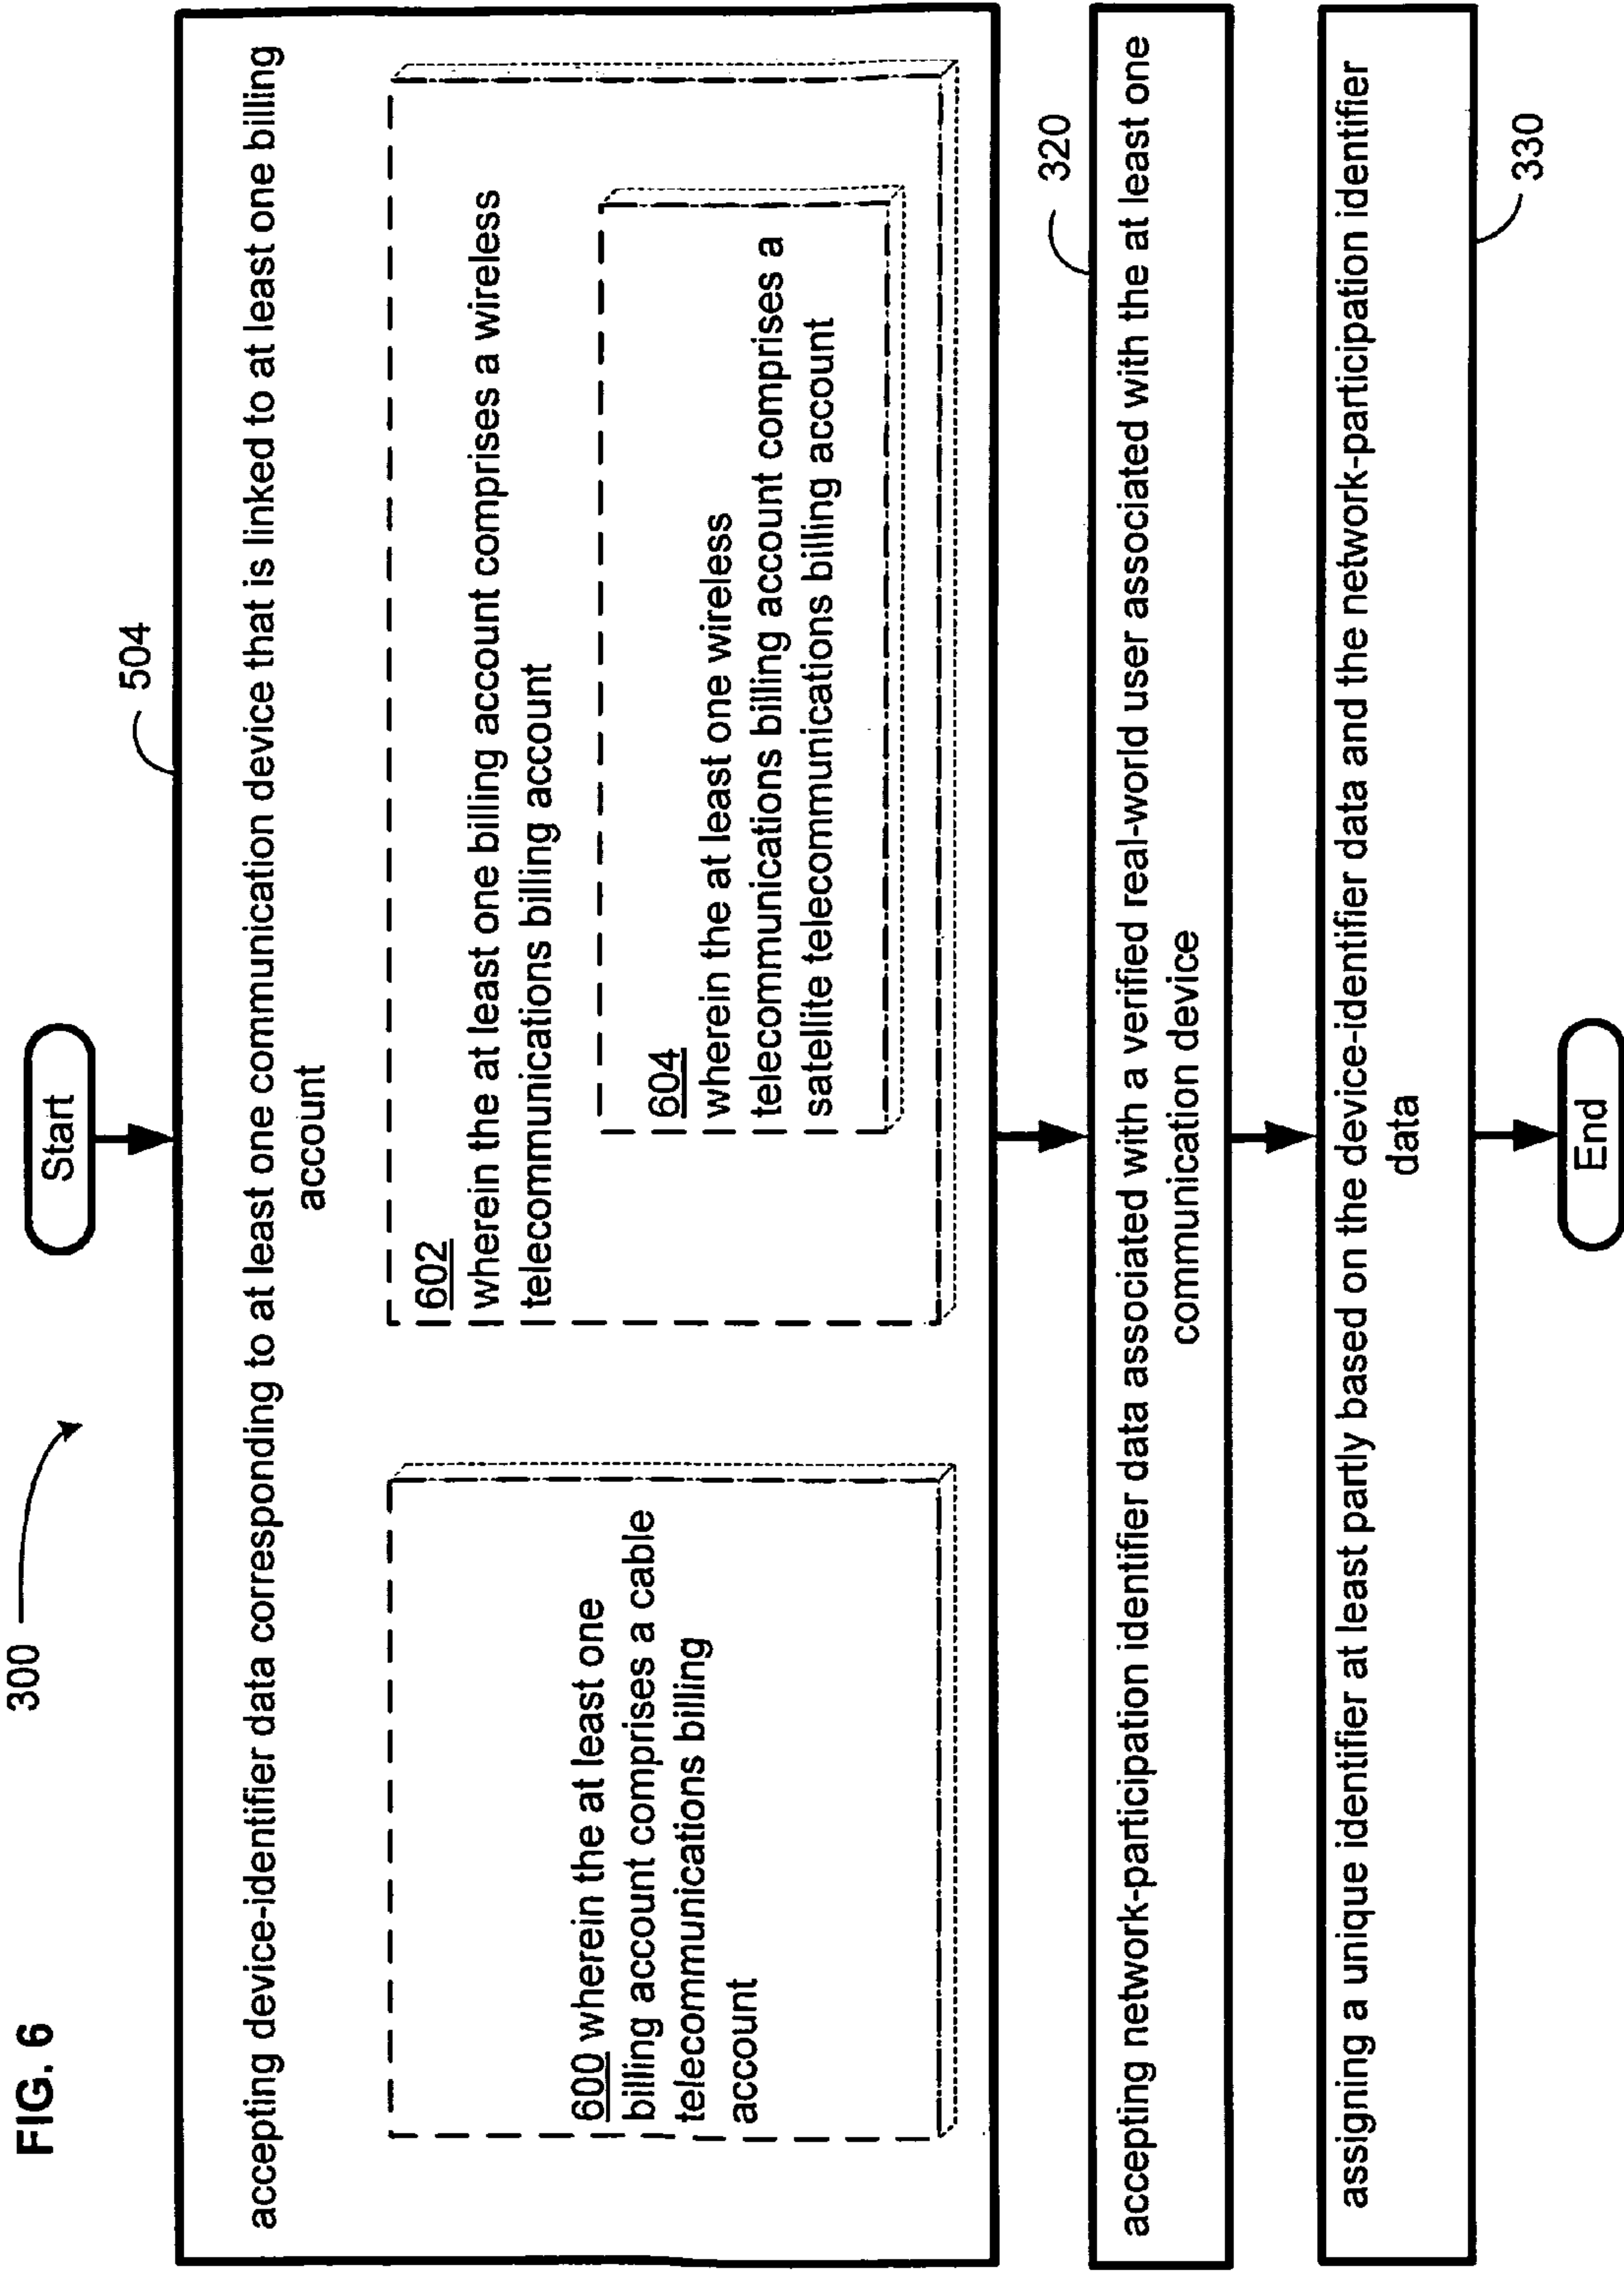 FIG. 6
300
Start
504
accepting device-identifier data corresponding to at least one communication device that is linked to at least one billing
account
600 wherein the at least one
billing account comprises a cable
telecommunications billing
account
602
wherein the at least one billing account comprises a wireless
telecommunications billing account
604
wherein the at least one wireless
telecommunications billing account comprises a
satellite telecommunications billing account
320
accepting network-participation identifier data associated with a verified real-world user associated with the at least one
communication device
330
assigning a unique identifier at least partly based on the device-identifier data and the network-participation identifier
data
End